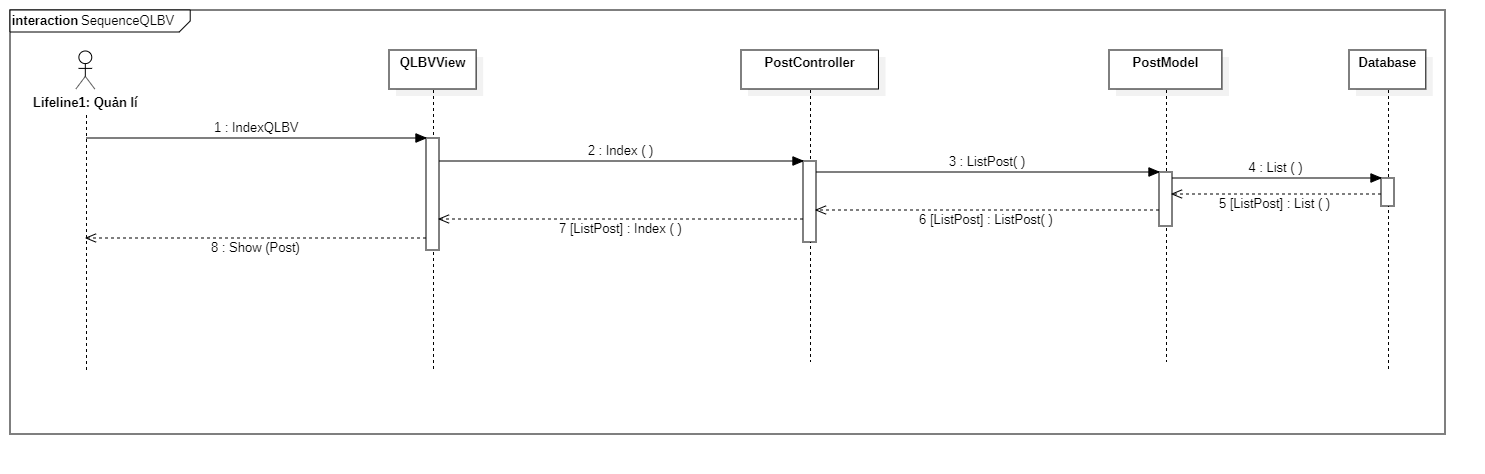 interaction SequenceQLBV
Lifeline1: Quản lí
QLBVView
PostController
PostModel
Database
1 : IndexQLBV
2 : Index ( )
3 : ListPost( )
4 : List ( )
5 [ListPost] : List ( )
6 [ListPost] : ListPost( )
7 [ListPost] : Index ( )
8 : Show (Post)